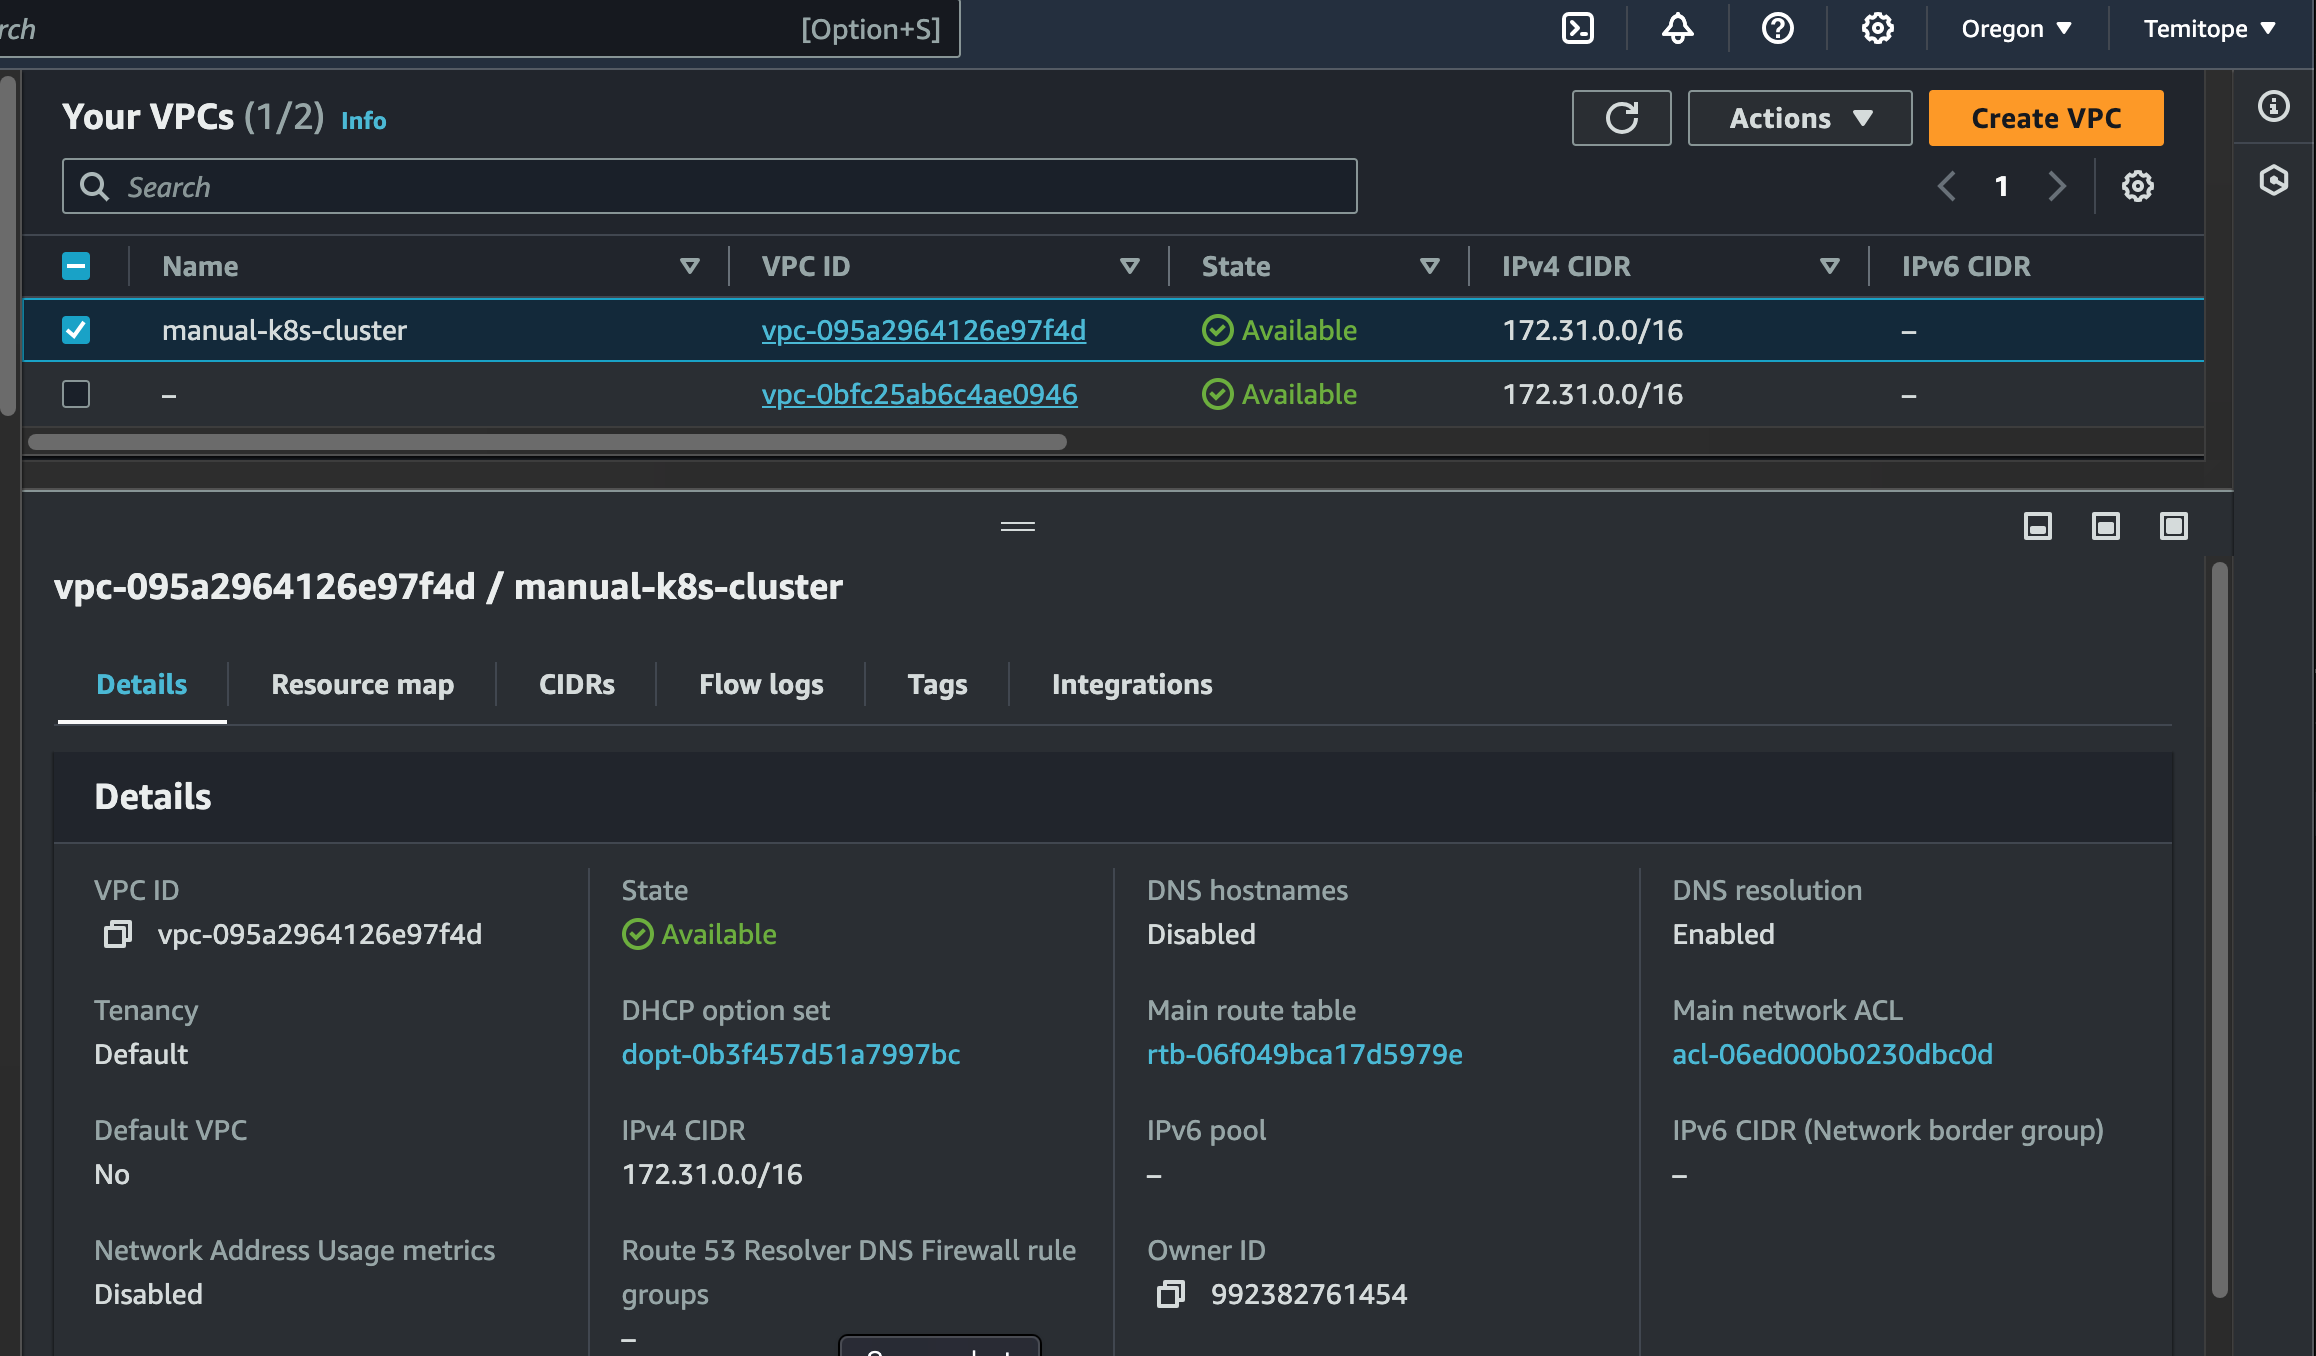 rch [Option+S] Oregon Temitope
Your VPCs (1/2) Info Actions Create VPC
Search 1
Name VPC ID State IPv4 CIDR IPv6 CIDR
manual-k8s-cluster vpc-095a2964126e97f4d Available 172.31.0.0/16 –
– vpc-0bfc25ab6c4ae0946 Available 172.31.0.0/16 –
vpc-095a2964126e97f4d / manual-k8s-cluster
Details Resource map CIDRs Flow logs Tags Integrations
Details
VPC ID State DNS hostnames DNS resolution
vpc-095a2964126e97f4d Available Disabled Enabled
Tenancy DHCP option set Main route table Main network ACL
Default dopt-0b3f457d51a7997bc rtb-06f049bca17d5979e acl-06ed000b0230dbc0d
Default VPC IPv4 CIDR IPv6 pool IPv6 CIDR (Network border group)
No 172.31.0.0/16 – –
Network Address Usage metrics Route 53 Resolver DNS Firewall rule Owner ID
Disabled groups 992382761454
–